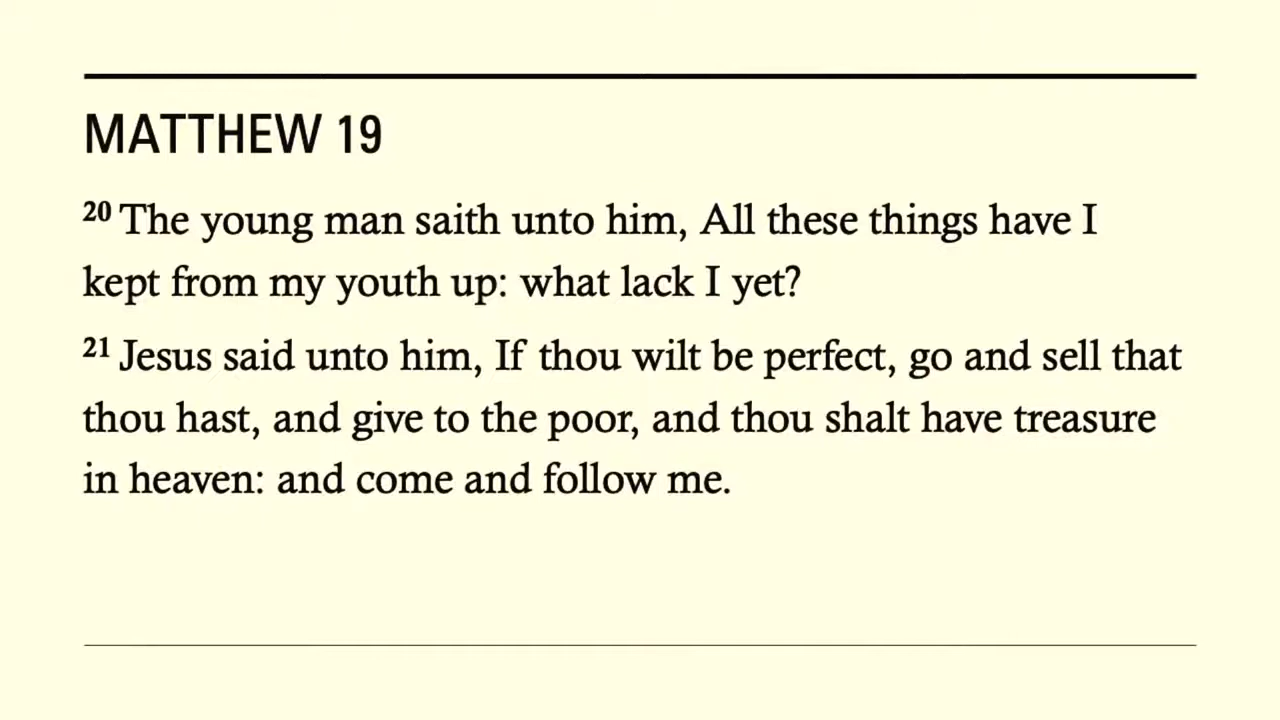 MATTHEW 19
20 The young man saith unto him, All these things have I
kept from my youth up: what lack I yet?
21 Jesus said unto him, If thou wilt be perfect, go and sell that
thou hast, and give to the poor, and thou shalt have treasure
in heaven: and come and follow me.